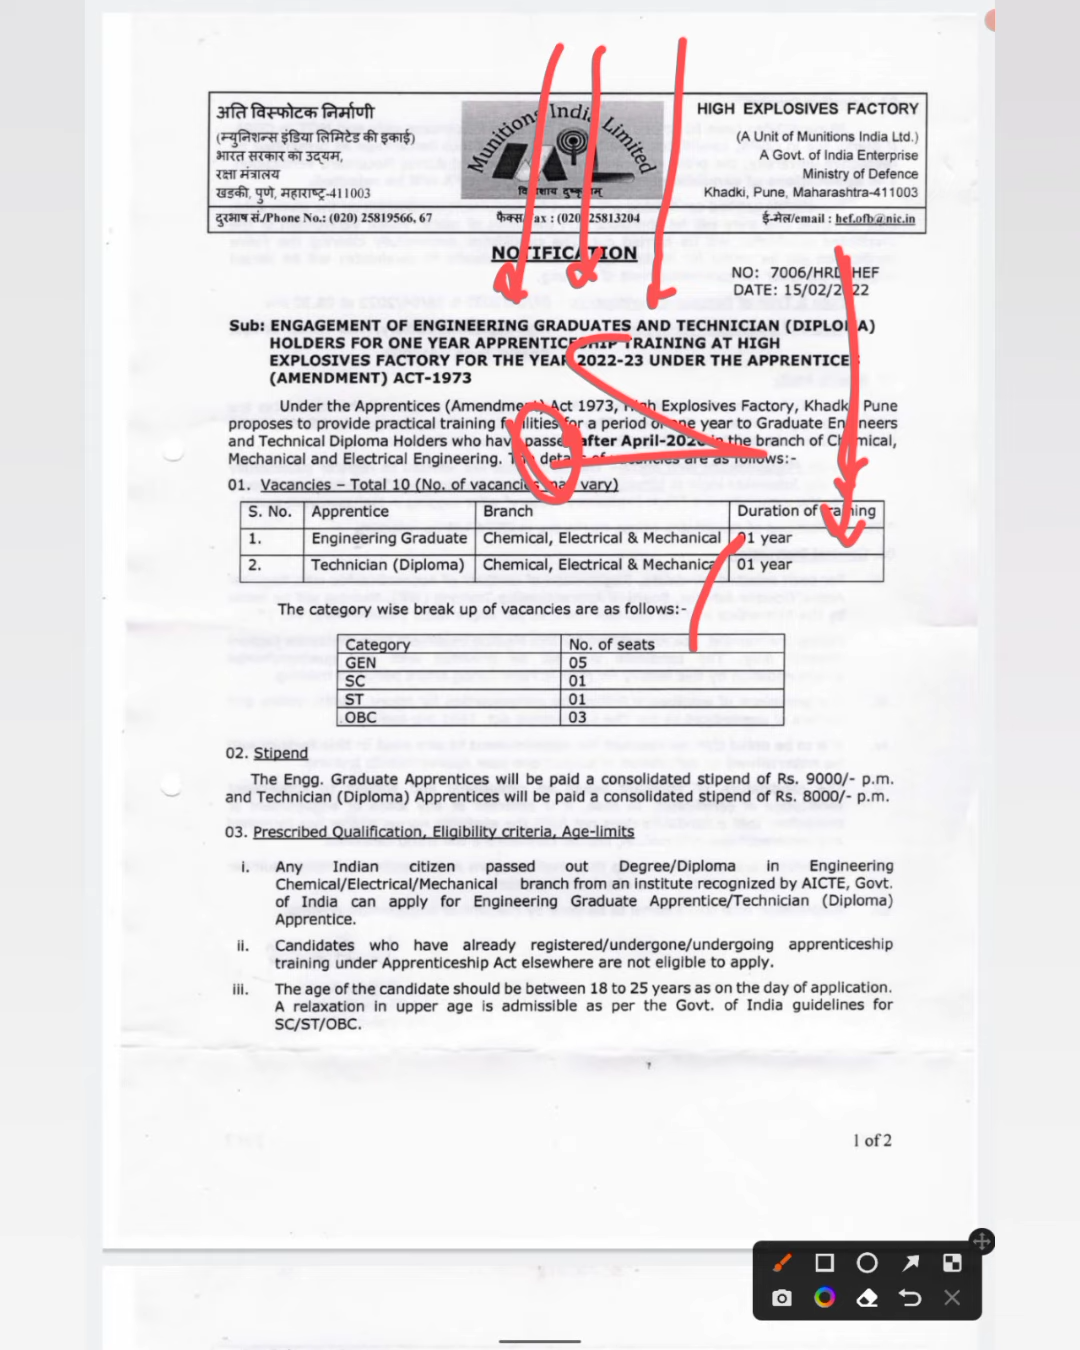 अति विस्फोटक निर्माणी
(म्युनिशन्स इंडिया लिमिटेड की इकाई)
भारत सरकार का उद्यम,
रक्षा मंत्रालय
खडकी, पुणे, महाराष्ट्र-411003
Munitions India Limited
HIGH EXPLOSIVES FACTORY
(A Unit of Munitions India Ltd.)
A Govt. of India Enterprise
Ministry of Defence
Khadki, Pune, Maharashtra-411003
दुरभाष सं./Phone No.: (020) 25819566, 67 : (020) 25813204 ई-मेल/email : hef.ofb@nic.in
NOTIFICATION
NO: 7006/HRD/HEF
DATE: 15/02/2022
Sub: ENGAGEMENT OF ENGINEERING GRADUATES AND TECHNICIAN (DIPLOMA)
HOLDERS FOR ONE YEAR APPRENTICESHIP TRAINING AT HIGH
EXPLOSIVES FACTORY FOR THE YEAR 2022-23 UNDER THE APPRENTICE
(AMENDMENT) ACT-1973
Under the Apprentices (Amendment) Act 1973, High Explosives Factory, Khadki Pune
proposes to provide practical training facilities for a period of one year to Graduate Engineers
and Technical Diploma Holders who have passed after April-2020 in the branch of Chemical,
Mechanical and Electrical Engineering. The details of vacancies are as follows:-
01. Vacancies – Total 10 (No. of vacancies may vary)
S. No. Apprentice Branch Duration of training
1. Engineering Graduate Chemical, Electrical & Mechanical 01 year
2. Technician (Diploma) Chemical, Electrical & Mechanical 01 year
The category wise break up of vacancies are as follows:-
Category No. of seats
GEN 05
SC 01
ST 01
OBC 03
02. Stipend
The Engg. Graduate Apprentices will be paid a consolidated stipend of Rs. 9000/- p.m.
and Technician (Diploma) Apprentices will be paid a consolidated stipend of Rs. 8000/- p.m.
03. Prescribed Qualification, Eligibility criteria, Age-limits
i. Any Indian citizen passed out Degree/Diploma in Engineering
Chemical/Electrical/Mechanical branch from an institute recognized by AICTE, Govt.
of India can apply for Engineering Graduate Apprentice/Technician (Diploma)
Apprentice.
ii. Candidates who have already registered/undergone/undergoing apprenticeship
training under Apprenticeship Act elsewhere are not eligible to apply.
iii. The age of the candidate should be between 18 to 25 years as on the day of application.
A relaxation in upper age is admissible as per the Govt. of India guidelines for
SC/ST/OBC.
1 of 2